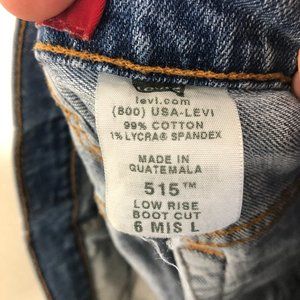 levi.com
(800) USA-LEVI
99% COTTON
1% LYCRA® SPANDEX
MADE IN
GUATEMALA
515™
LOW RISE
BOOT CUT
6 MIS L